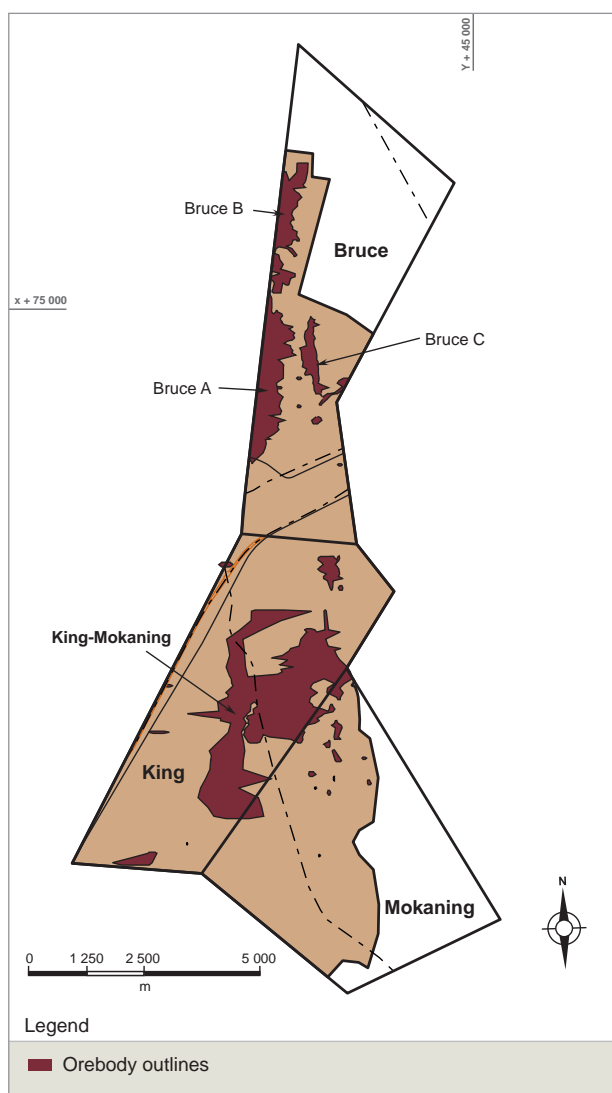 Y + 45 000
Bruce B
Bruce
x + 75 000
Bruce C
Bruce A
King-Mokaning
King
Mokaning
N
0 1 250 2 500 5 000
m
Legend
Orebody outlines